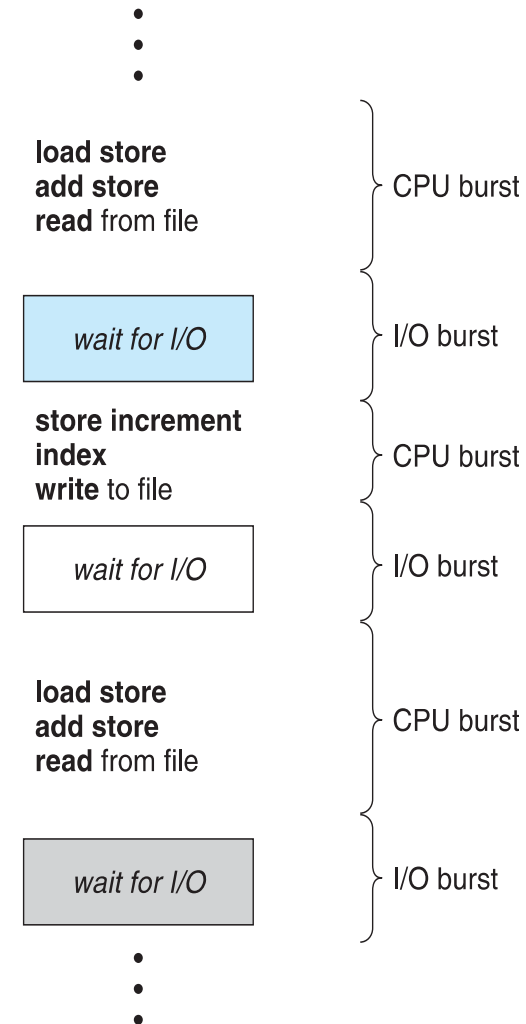 load store
add store
read from file
CPU burst
wait for I/O
I/O burst
store increment
index
write to file
CPU burst
wait for I/O
I/O burst
load store
add store
read from file
CPU burst
wait for I/O
I/O burst